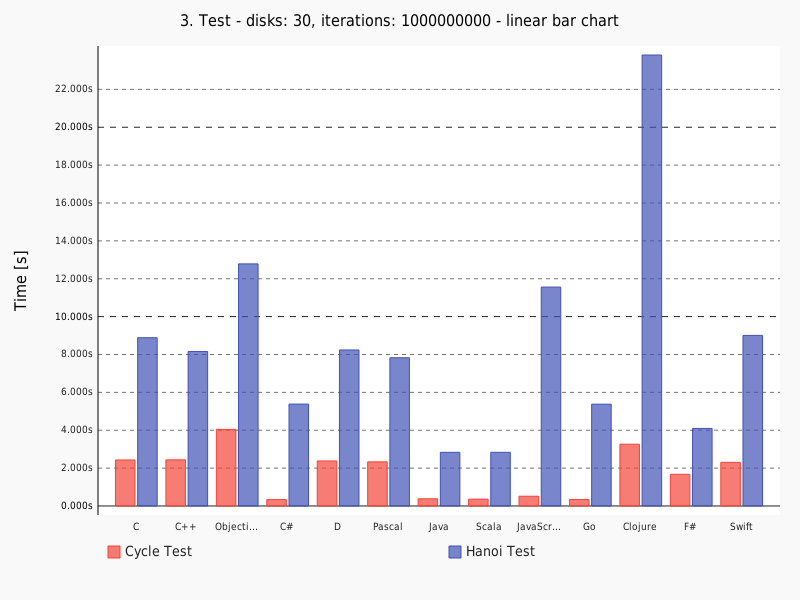 3. Test - disks: 30, iterations: 1000000000 - linear bar chart
Time [s]
22.000s
20.000s
18.000s
16.000s
14.000s
12.000s
10.000s
8.000s
6.000s
4.000s
2.000s
0.000s
C C++ Objecti... C# D Pascal Java Scala JavaScr... Go Clojure F# Swift
Cycle Test Hanoi Test